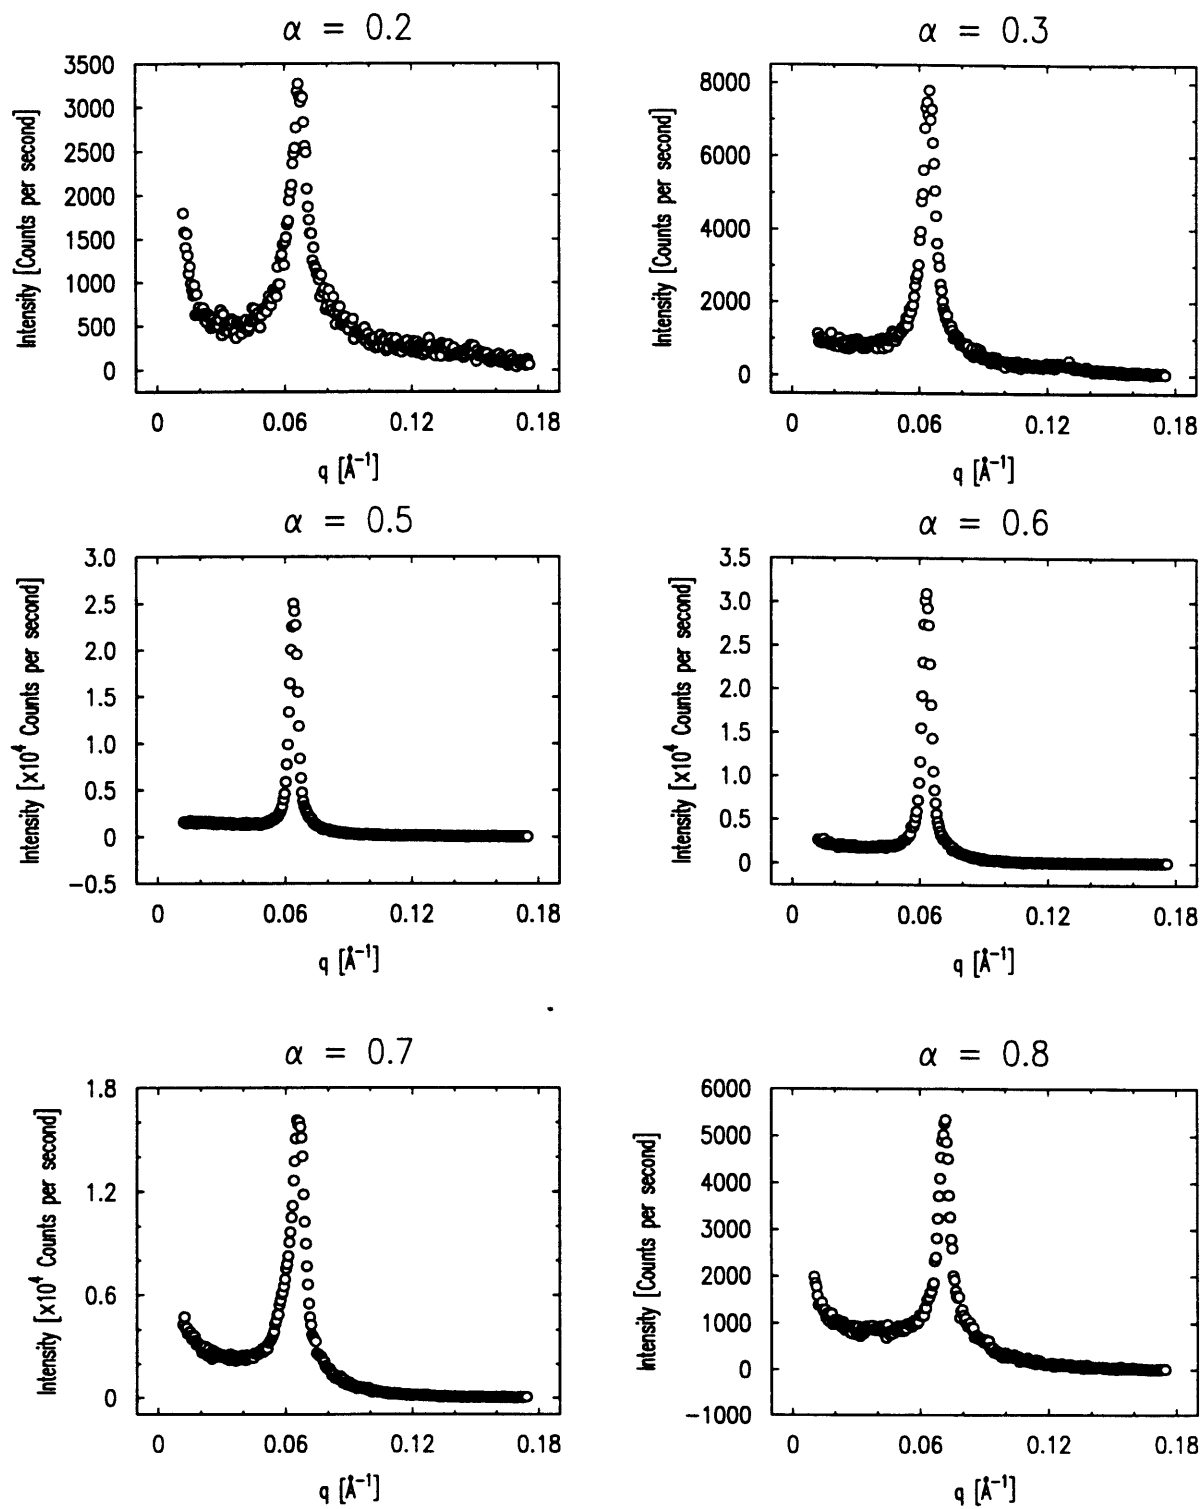 α = 0.2
Intensity [Counts per second]
3500
3000
2500
2000
1500
1000
500
0
0 0.06 0.12 0.18
q [Å⁻¹]
α = 0.3
Intensity [Counts per second]
8000
6000
4000
2000
0
0 0.06 0.12 0.18
q [Å⁻¹]
α = 0.5
Intensity [x10⁴ Counts per second]
3.0
2.5
2.0
1.5
1.0
0.5
0
−0.5
0 0.06 0.12 0.18
q [Å⁻¹]
α = 0.6
Intensity [x10⁴ Counts per second]
3.5
3.0
2.5
2.0
1.5
1.0
0.5
0
0 0.06 0.12 0.18
q [Å⁻¹]
α = 0.7
Intensity [x10⁴ Counts per second]
1.8
1.2
0.6
0
0 0.06 0.12 0.18
q [Å⁻¹]
α = 0.8
Intensity [Counts per second]
6000
5000
4000
3000
2000
1000
0
−1000
0 0.06 0.12 0.18
q [Å⁻¹]